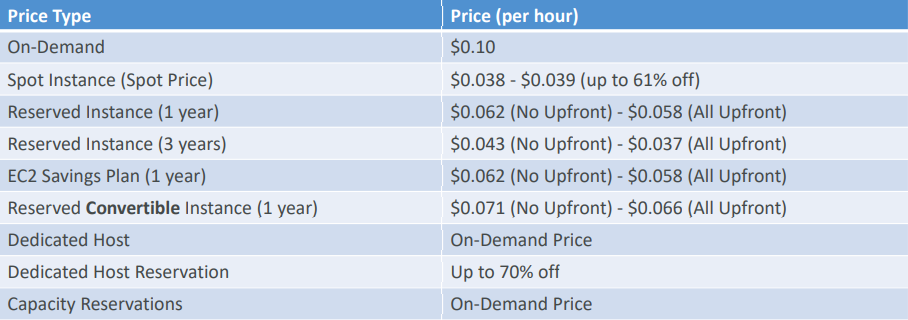 Price Type Price (per hour)
On-Demand $0.10
Spot Instance (Spot Price) $0.038 - $0.039 (up to 61% off)
Reserved Instance (1 year) $0.062 (No Upfront) - $0.058 (All Upfront)
Reserved Instance (3 years) $0.043 (No Upfront) - $0.037 (All Upfront)
EC2 Savings Plan (1 year) $0.062 (No Upfront) - $0.058 (All Upfront)
Reserved Convertible Instance (1 year) $0.071 (No Upfront) - $0.066 (All Upfront)
Dedicated Host On-Demand Price
Dedicated Host Reservation Up to 70% off
Capacity Reservations On-Demand Price